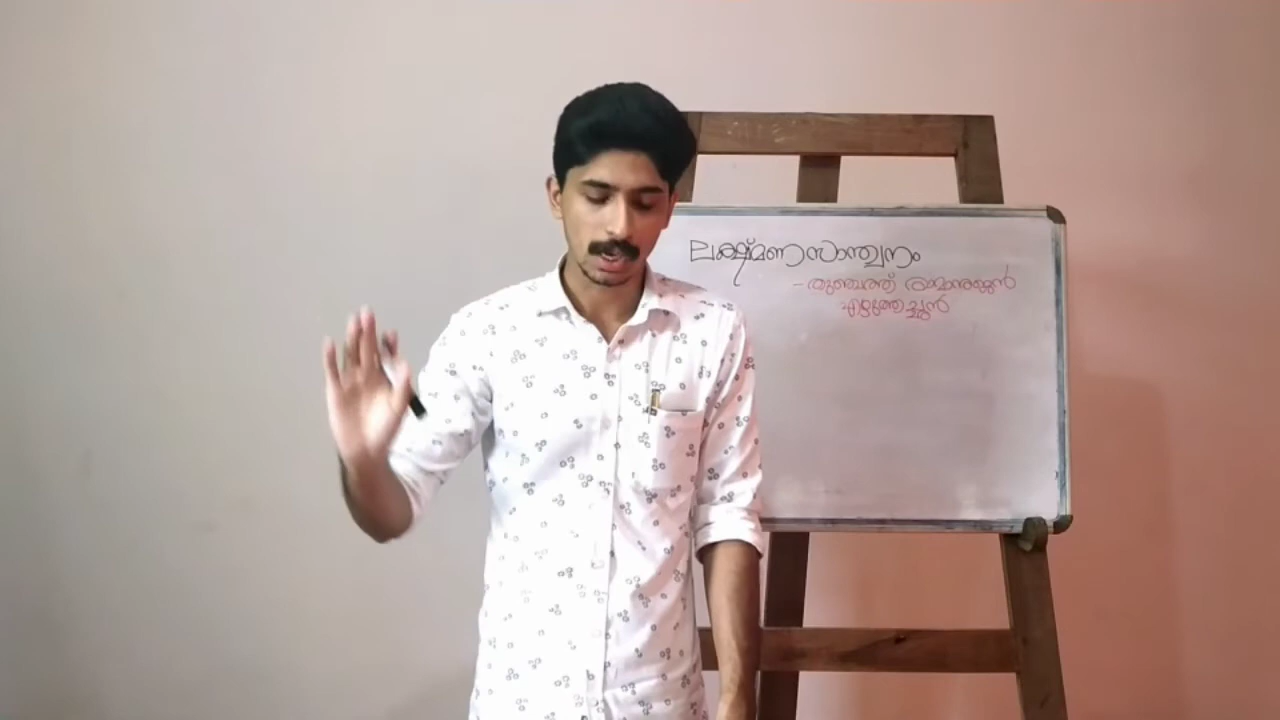 ലക്ഷ്മണസാന്ത്വനം
- തുഞ്ചത്ത് രാമാനുജൻ
എഴുത്തച്ഛൻ